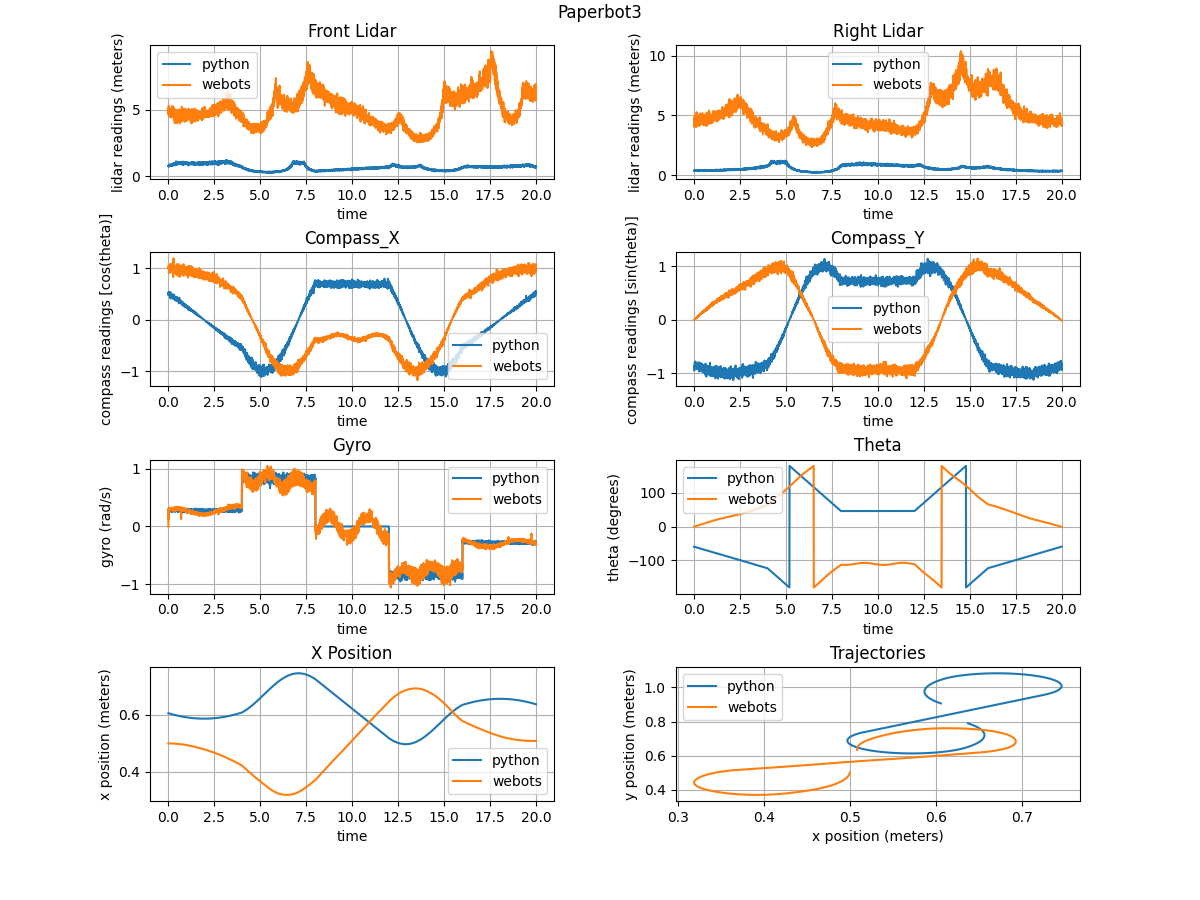 Paperbot3
Front Lidar
lidar readings (meters)
5
0
python
webots
0.0 2.5 5.0 7.5 10.0 12.5 15.0 17.5 20.0
time
Right Lidar
lidar readings (meters)
10
5
0
python
webots
0.0 2.5 5.0 7.5 10.0 12.5 15.0 17.5 20.0
time
Compass_X
compass readings [cos(theta)]
1
0
−1
python
webots
0.0 2.5 5.0 7.5 10.0 12.5 15.0 17.5 20.0
time
Compass_Y
compass readings [sin(theta)]
1
0
−1
python
webots
0.0 2.5 5.0 7.5 10.0 12.5 15.0 17.5 20.0
time
Gyro
gyro (rad/s)
1
0
−1
python
webots
0.0 2.5 5.0 7.5 10.0 12.5 15.0 17.5 20.0
time
Theta
theta (degrees)
100
0
−100
python
webots
0.0 2.5 5.0 7.5 10.0 12.5 15.0 17.5 20.0
time
X Position
x position (meters)
0.6
0.4
python
webots
0.0 2.5 5.0 7.5 10.0 12.5 15.0 17.5 20.0
time
Trajectories
y position (meters)
1.0
0.8
0.6
0.4
python
webots
0.3 0.4 0.5 0.6 0.7
x position (meters)